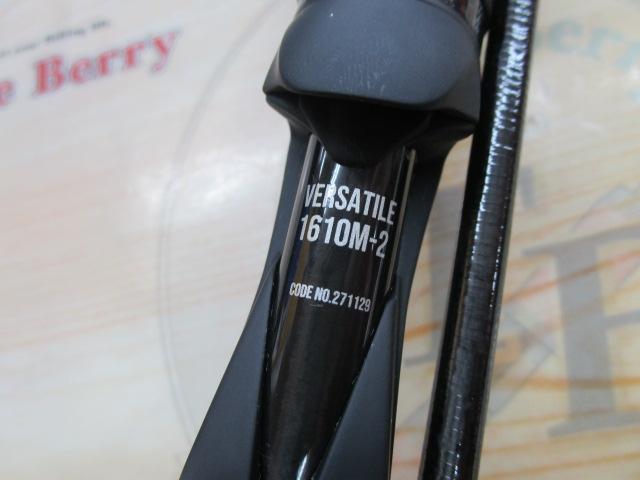 e Berry
VERSATILE
1610M-2
CODE NO.271129